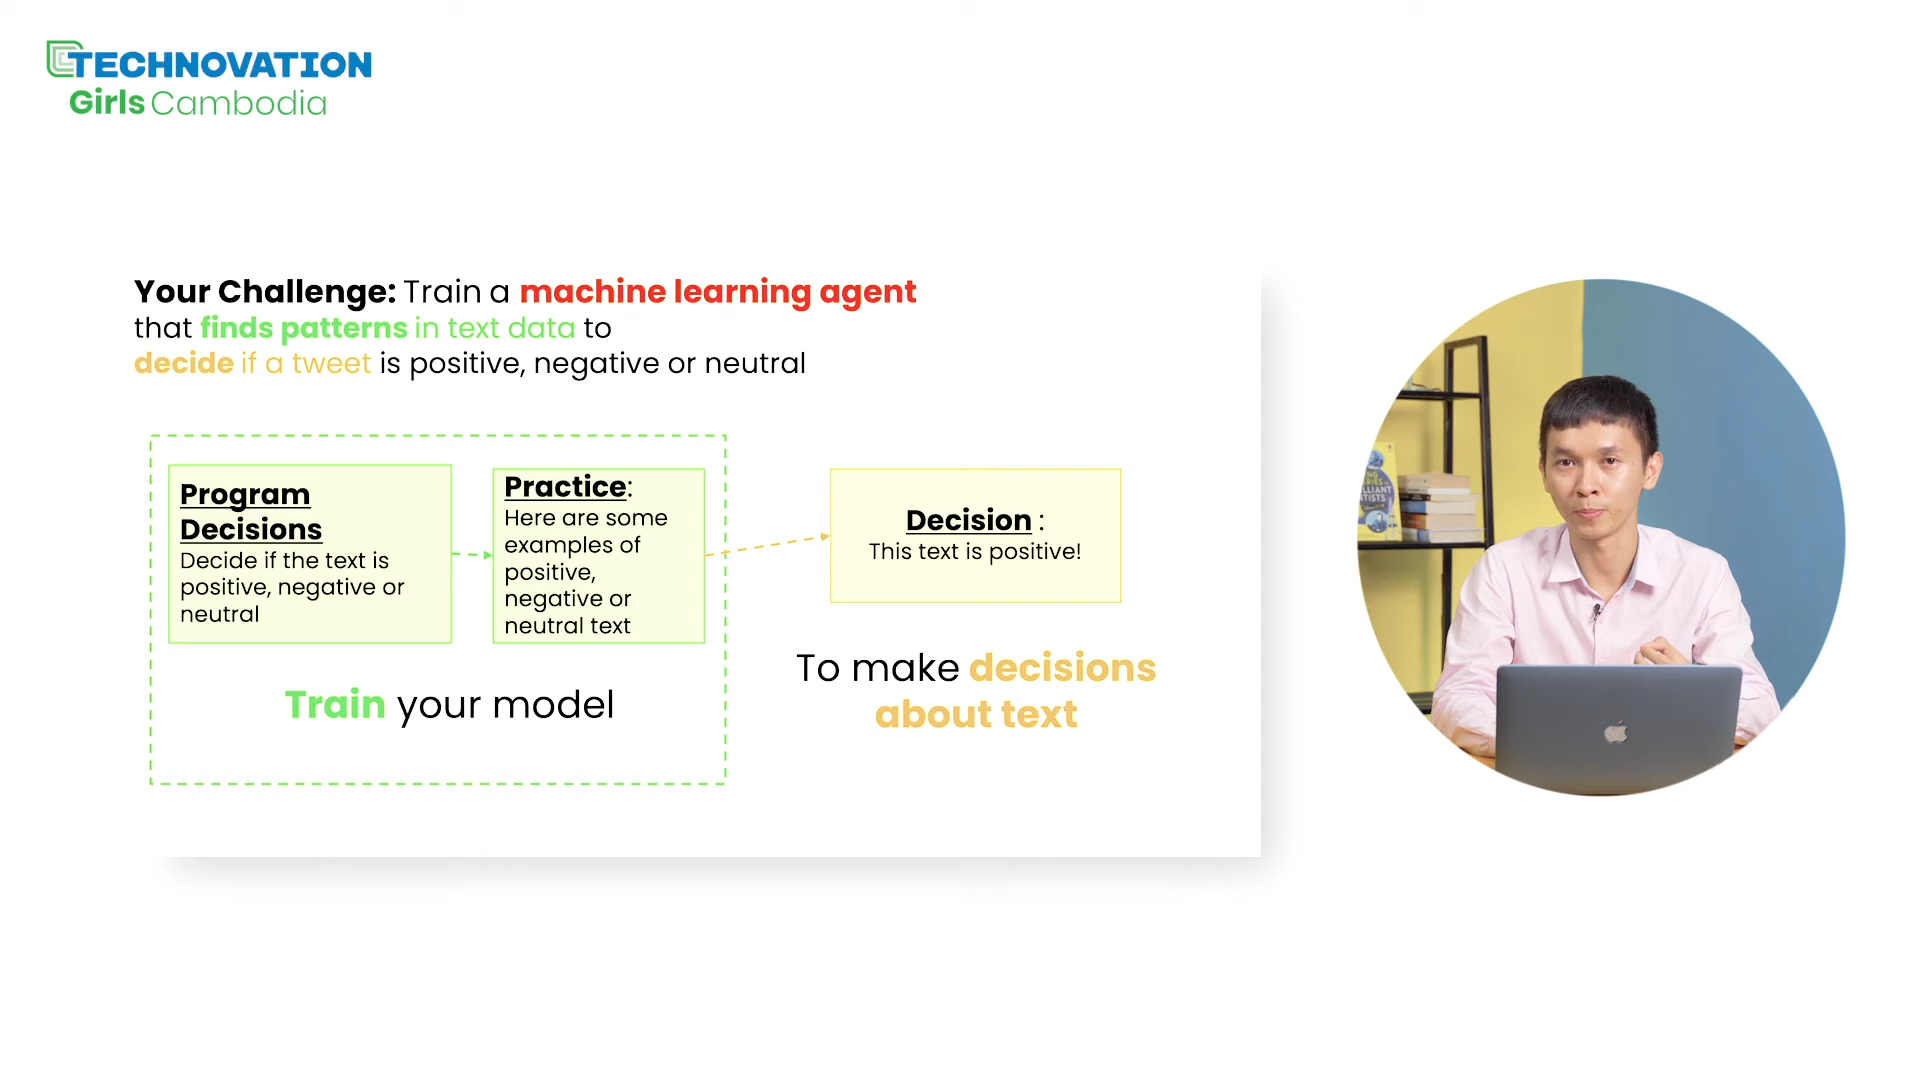 TECHNOVATION
Girls Cambodia
Your Challenge: Train a machine learning agent
that finds patterns in text data to
decide if a tweet is positive, negative or neutral
Program
Decisions
Decide if the text is
positive, negative or
neutral
Practice:
Here are some
examples of
positive,
negative or
neutral text
Train your model
Decision :
This text is positive!
To make decisions
about text